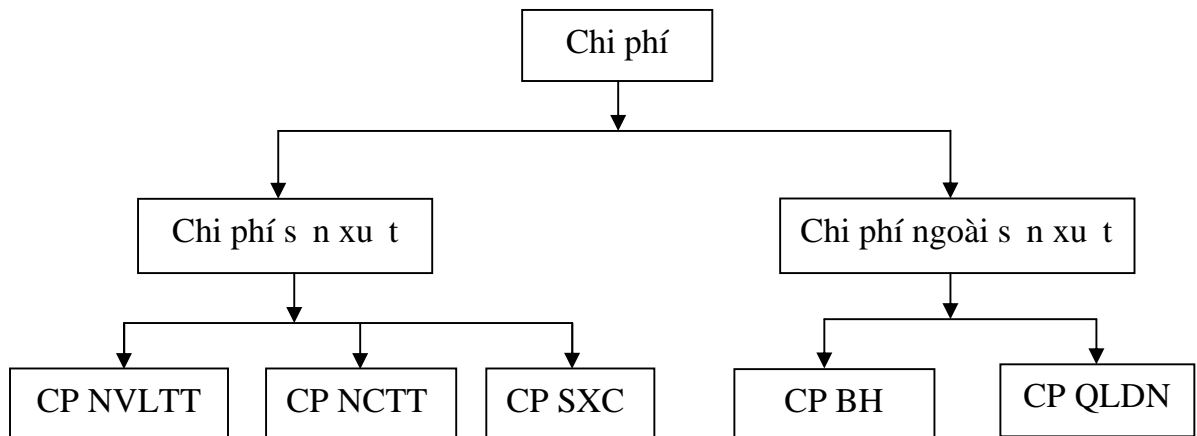 Chi phí
Chi phí s n xu t
Chi phí ngoài s n xu t
CP NVLTT
CP NCTT
CP SXC
CP BH
CP QLDN